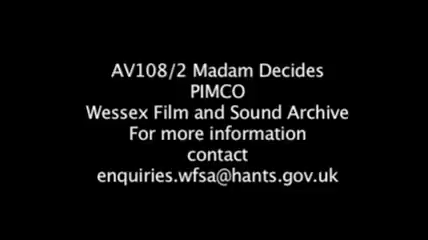 AV108/2 Madam Decides
PIMCO
Wessex Film and Sound Archive
For more information
contact
enquiries.wfsa@hants.gov.uk